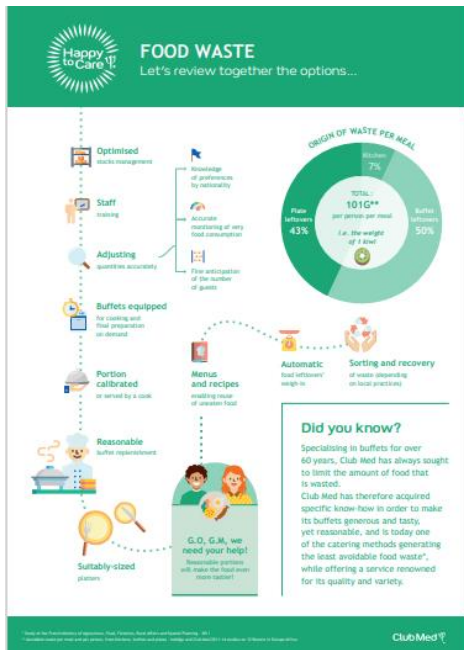 Happy
to Care
FOOD WASTE
Let's review together the options...
Optimised
stocks management
Staff
training
Adjusting
quantities accurately
Knowledge
of preferences
by nationality
Accurate
monitoring of very
food consumption
Fine anticipation
of the number
of guests
Buffets equipped
for cooking and
final preparation
on demand
Portion
calibrated
or served by a cook
Reasonable
buffet replenishment
Suitably-sized
platters
G.O, G.M, we
need your help!
Reasonable portions
will make the food even
more tastier!
Menus
and recipes
enabling reuse
of uneaten food
Automatic
food leftovers'
weigh-in
Sorting and recovery
of waste (depending
on local practices)
ORIGIN OF WASTE PER MEAL
Kitchen
7%
Plate
leftovers
43%
Buffet
leftovers
50%
TOTAL:
101G**
per person per meal
i.e. the weight
of 1 kiwi
Did you know?
Specialising in buffets for over
60 years, Club Med has always sought
to limit the amount of food that
is wasted.
Club Med has therefore acquired
specific know-how in order to make
its buffets generous and tasty,
yet reasonable, and is today one
of the catering methods generating
the least avoidable food waste*,
while offering a service renowned
for its quality and variety.
Club Med